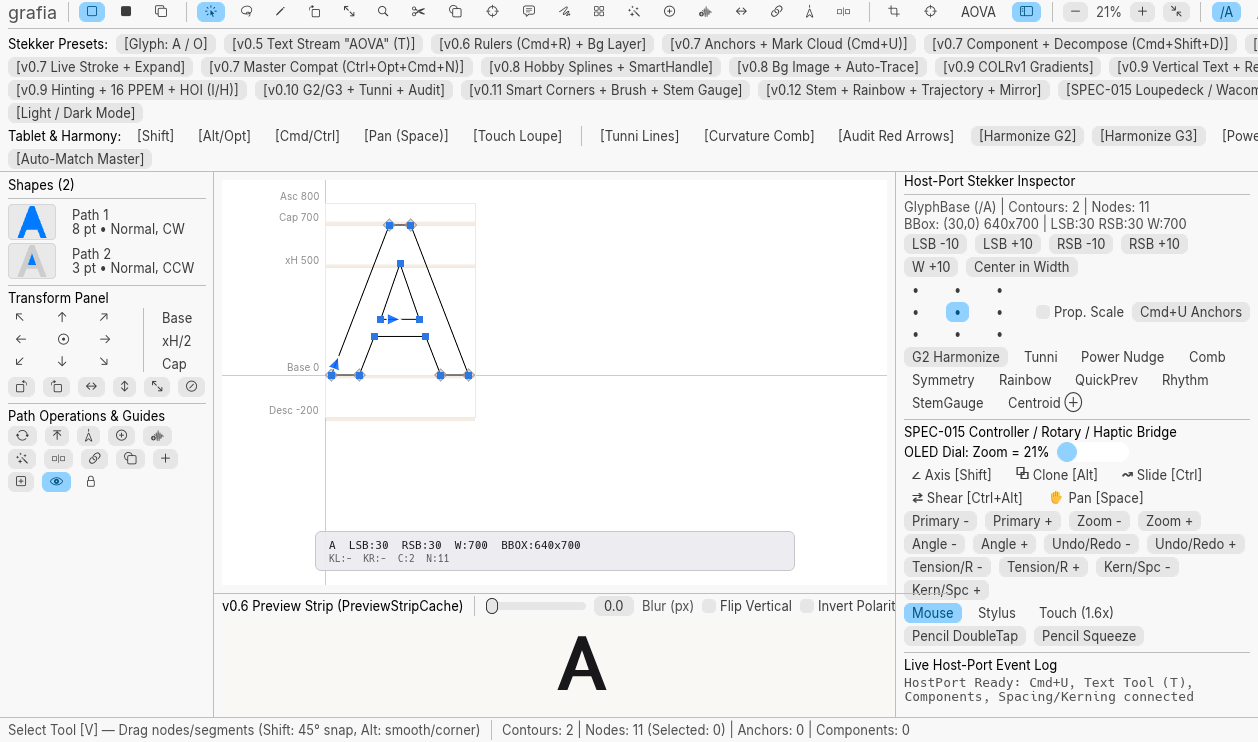 grafia AOVA 21% /A
Stekker Presets: [Glyph: A / O] [v0.5 Text Stream "AOVA" (T)] [v0.6 Rulers (Cmd+R) + Bg Layer] [v0.7 Anchors + Mark Cloud (Cmd+U)] [v0.7 Component + Decompose (Cmd+Shift+D)]
[v0.7 Live Stroke + Expand] [v0.7 Master Compat (Ctrl+Opt+Cmd+N)] [v0.8 Hobby Splines + SmartHandle] [v0.8 Bg Image + Auto-Trace] [v0.9 COLRv1 Gradients] [v0.9 Vertical Text +
[v0.9 Hinting + 16 PPEM + HOI (I/H)] [v0.10 G2/G3 + Tunni + Audit] [v0.11 Smart Corners + Brush + Stem Gauge] [v0.12 Stem + Rainbow + Trajectory + Mirror] [SPEC-015 Loupedeck /
[Light / Dark Mode]
Tablet & Harmony: [Shift] [Alt/Opt] [Cmd/Ctrl] [Pan (Space)] [Touch Loupe] [Tunni Lines] [Curvature Comb] [Audit Red Arrows] [Harmonize G2] [Harmonize G3]
[Auto-Match Master]
Shapes (2)
Path 1
8 pt • Normal, CW
Path 2
3 pt • Normal, CCW
Transform Panel
Base
xH/2
Cap
Path Operations & Guides
Asc 800
Cap 700
xH 500
Base 0
Desc -200
A LSB:30 RSB:30 W:700 BBOX:640x700
KL:- KR:- C:2 N:11
v0.6 Preview Strip (PreviewStripCache) 0.0 Blur (px) Flip Vertical Invert Polarit
A
Host-Port Stekker Inspector
GlyphBase (/A) | Contours: 2 | Nodes: 11
BBox: (30,0) 640x700 | LSB:30 RSB:30 W:700
LSB -10 LSB +10 RSB -10 RSB +10
W +10 Center in Width
Prop. Scale Cmd+U Anchors
G2 Harmonize Tunni Power Nudge Comb
Symmetry Rainbow QuickPrev Rhythm
StemGauge Centroid
SPEC-015 Controller / Rotary / Haptic Bridge
OLED Dial: Zoom = 21%
∠ Axis [Shift] Clone [Alt] Slide [Ctrl]
⇄ Shear [Ctrl+Alt] ✋ Pan [Space]
Primary - Primary + Zoom - Zoom +
Angle - Angle + Undo/Redo - Undo/Redo +
Tension/R - Tension/R + Kern/Spc -
Kern/Spc +
Mouse Stylus Touch (1.6x)
Pencil DoubleTap Pencil Squeeze
Live Host-Port Event Log
HostPort Ready: Cmd+U, Text Tool (T),
Components, Spacing/Kerning connected
Select Tool [V] — Drag nodes/segments (Shift: 45° snap, Alt: smooth/corner) Contours: 2 | Nodes: 11 (Selected: 0) | Anchors: 0 | Components: 0